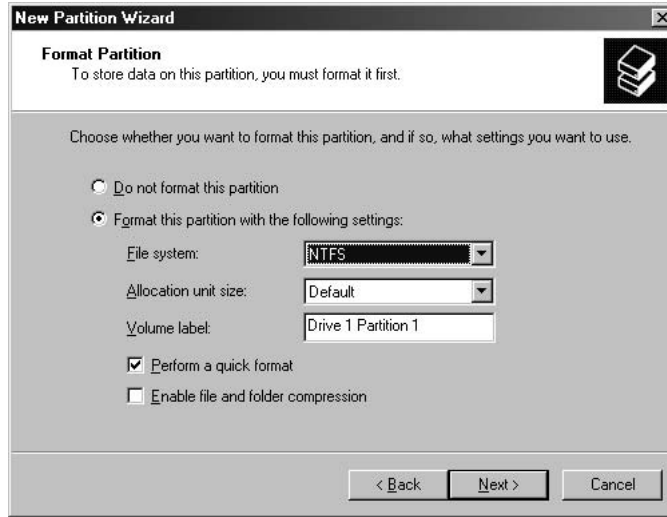 New Partition Wizard
Format Partition
To store data on this partition, you must format it first.
Choose whether you want to format this partition, and if so, what settings you want to use.
Do not format this partition
Format this partition with the following settings:
File system: NTFS
Allocation unit size: Default
Volume label: Drive 1 Partition 1
Perform a quick format
Enable file and folder compression
< Back Next > Cancel